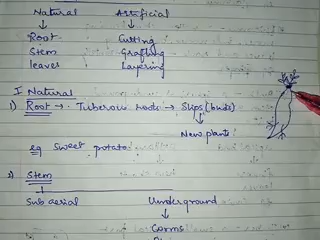 Natural Artificial
Root Cutting
Stem Grafting
leaves Layering
I Natural
1) Root → Tuberous roots → Slips (buds)
New plants
eg Sweet potato
2) Stem
Sub aerial Underground
Corms